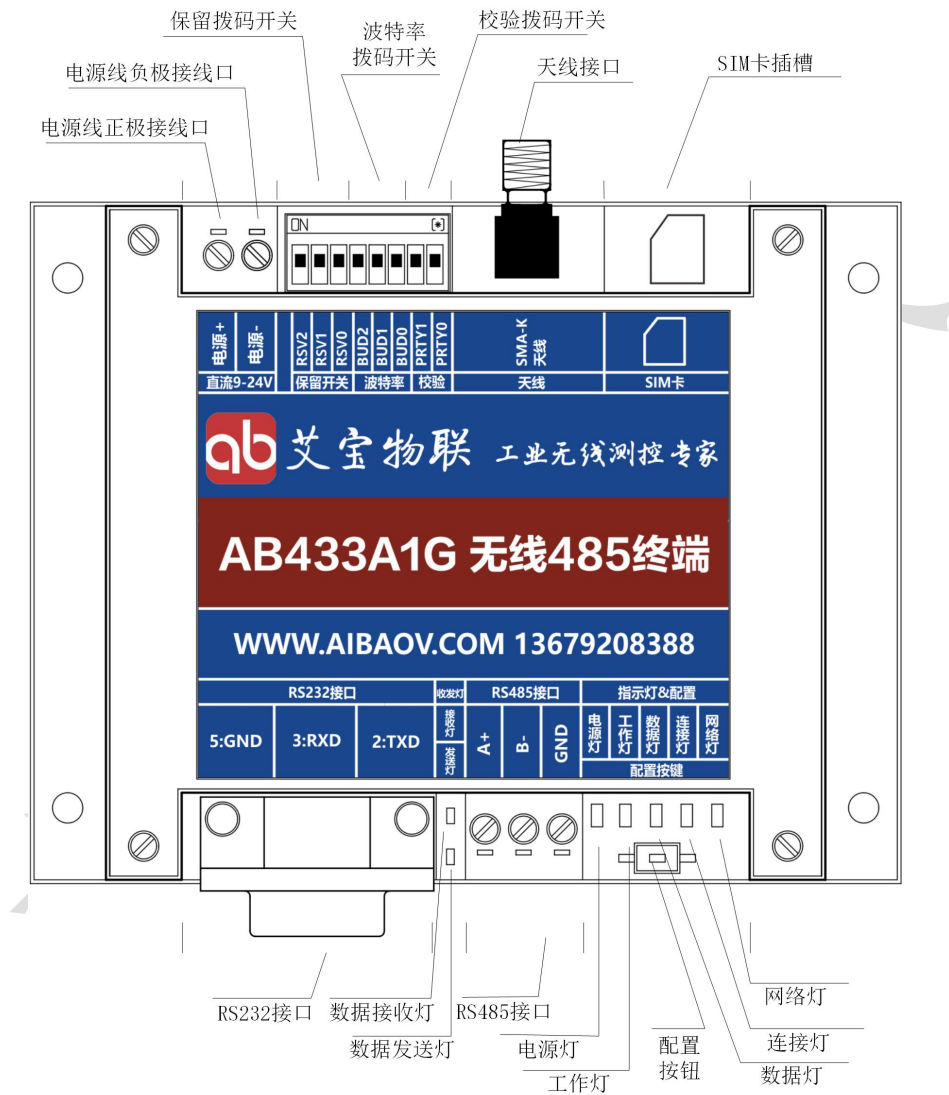 保留拨码开关
波特率
拨码开关
校验拨码开关
电源线负极接线口
天线接口
SIM卡插槽
电源线正极接线口
ON
[*]
电源+
电源-
RSV2
RSV1
RSV0
BUD2
BUD1
BUD0
PRTY1
PRTY0
SMA-K
天线
直流9-24V
保留开关
波特率
校验
天线
SIM卡
ab
艾宝物联 工业无线测控专家
AB433A1G 无线485终端
WWW.AIBAOV.COM 13679208388
RS232接口
收发灯
RS485接口
指示灯&配置
5:GND
3:RXD
2:TXD
接收灯
发送灯
A+
B-
GND
电源灯
工作灯
数据灯
连接灯
网络灯
配置按键
RS232接口
数据接收灯
RS485接口
网络灯
数据发送灯
电源灯
配置
按钮
连接灯
工作灯
数据灯